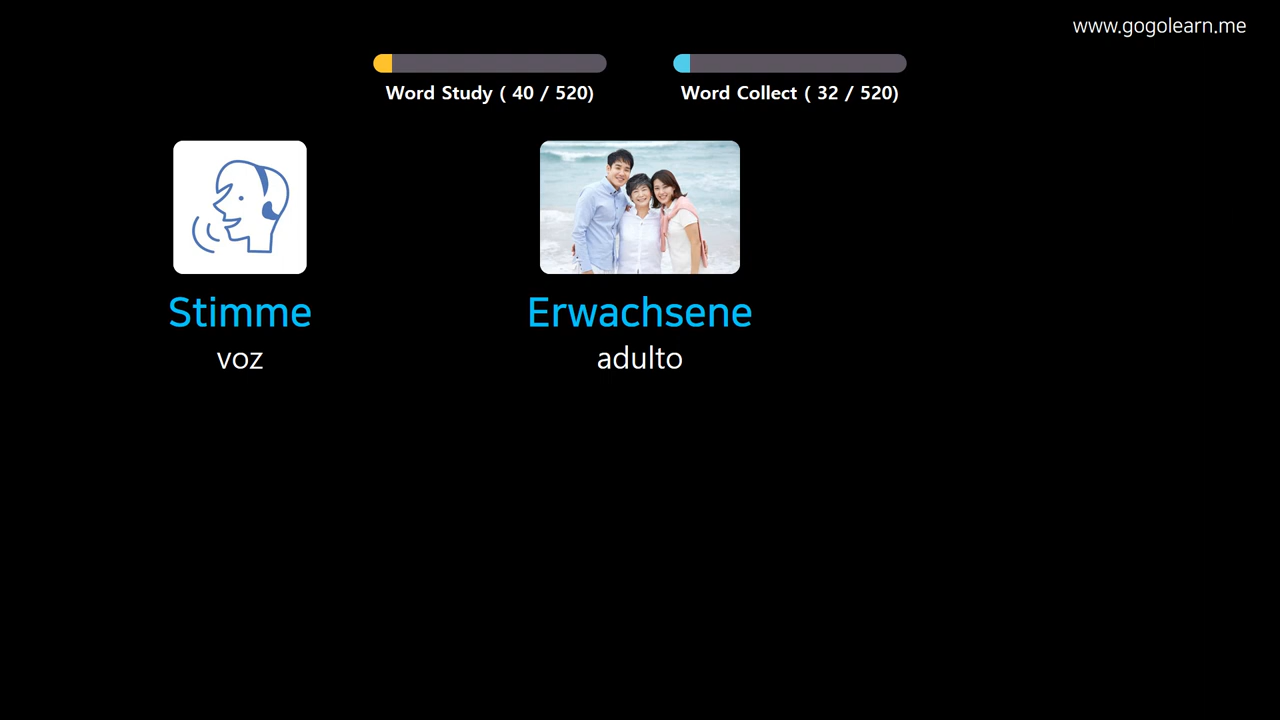 www.gogolearn.me
Word Study ( 40 / 520)
Word Collect ( 32 / 520)
Stimme
voz
Erwachsene
adulto